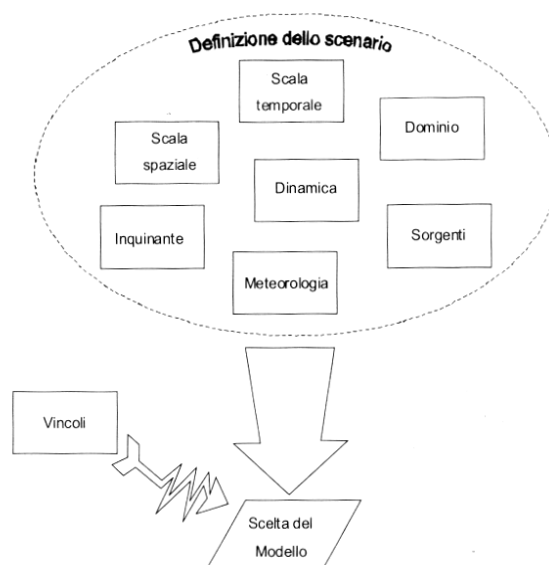 Definizione dello scenario
Scala
temporale
Dominio
Scala
spaziale
Dinamica
Inquinante
Sorgenti
Meteorologia
Vincoli
Scelta del
Modello